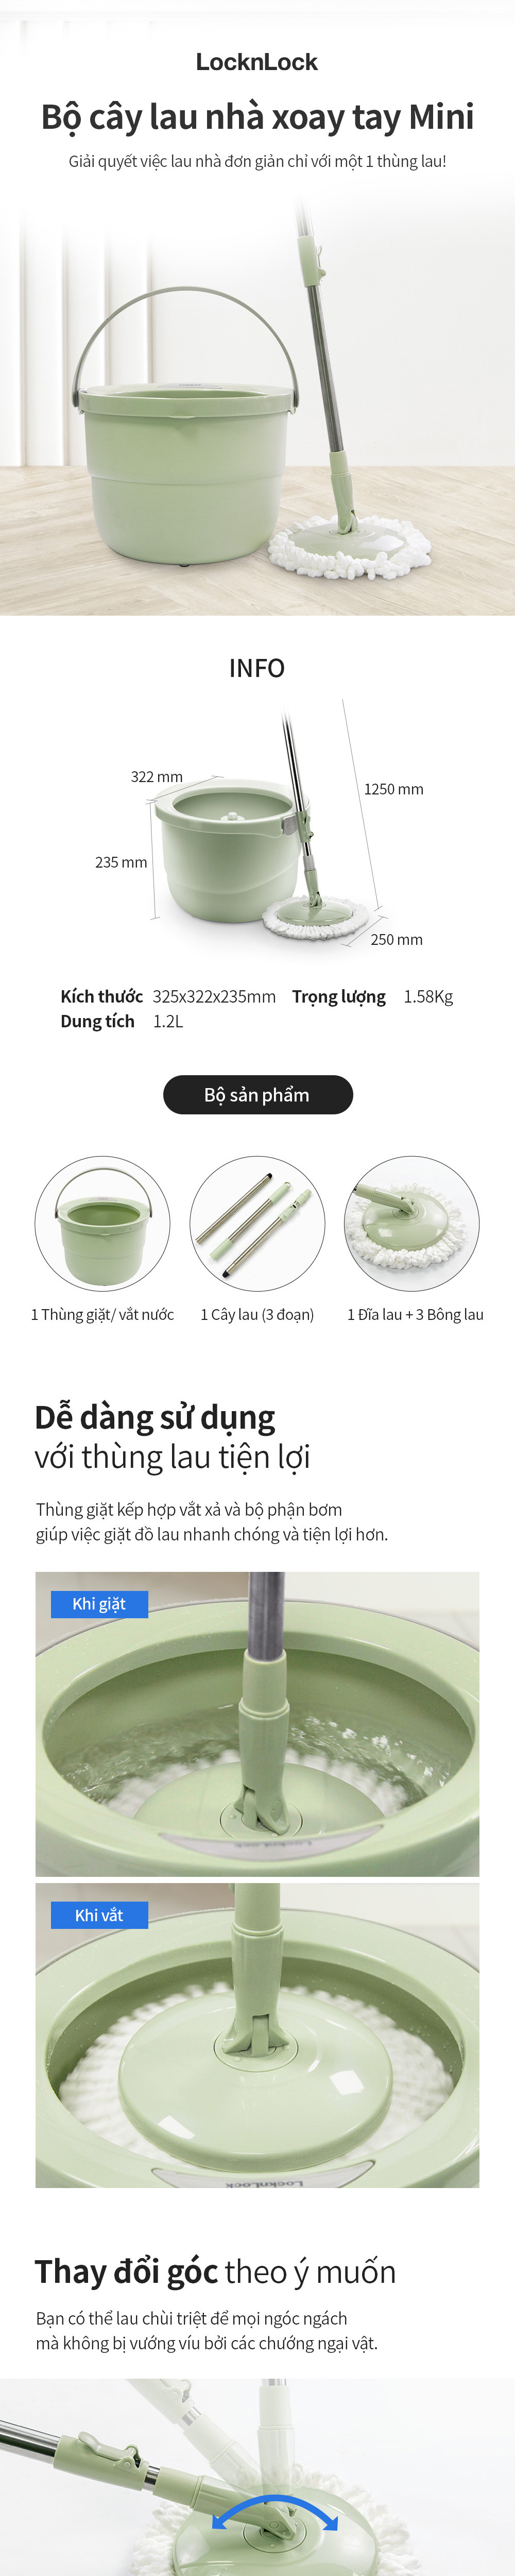 LocknLock
Bộ cây lau nhà xoay tay Mini
Giải quyết việc lau nhà đơn giản chỉ với một 1 thùng lau!
INFO
322 mm
1250 mm
235 mm
250 mm
Kích thước 325x322x235mm Trọng lượng 1.58Kg
Dung tích 1.2L
Bộ sản phẩm
1 Thùng giặt/ vắt nước 1 Cây lau (3 đoạn) 1 Đĩa lau + 3 Bông lau
Dễ dàng sử dụng
với thùng lau tiện lợi
Thùng giặt kếp hợp vắt xả và bộ phận bơm
giúp việc giặt đồ lau nhanh chóng và tiện lợi hơn.
Khi giặt
LocknLock
Khi vắt
LocknLock
Thay đổi góc theo ý muốn
Bạn có thể lau chùi triệt để mọi ngóc ngách
mà không bị vướng víu bởi các chướng ngại vật.